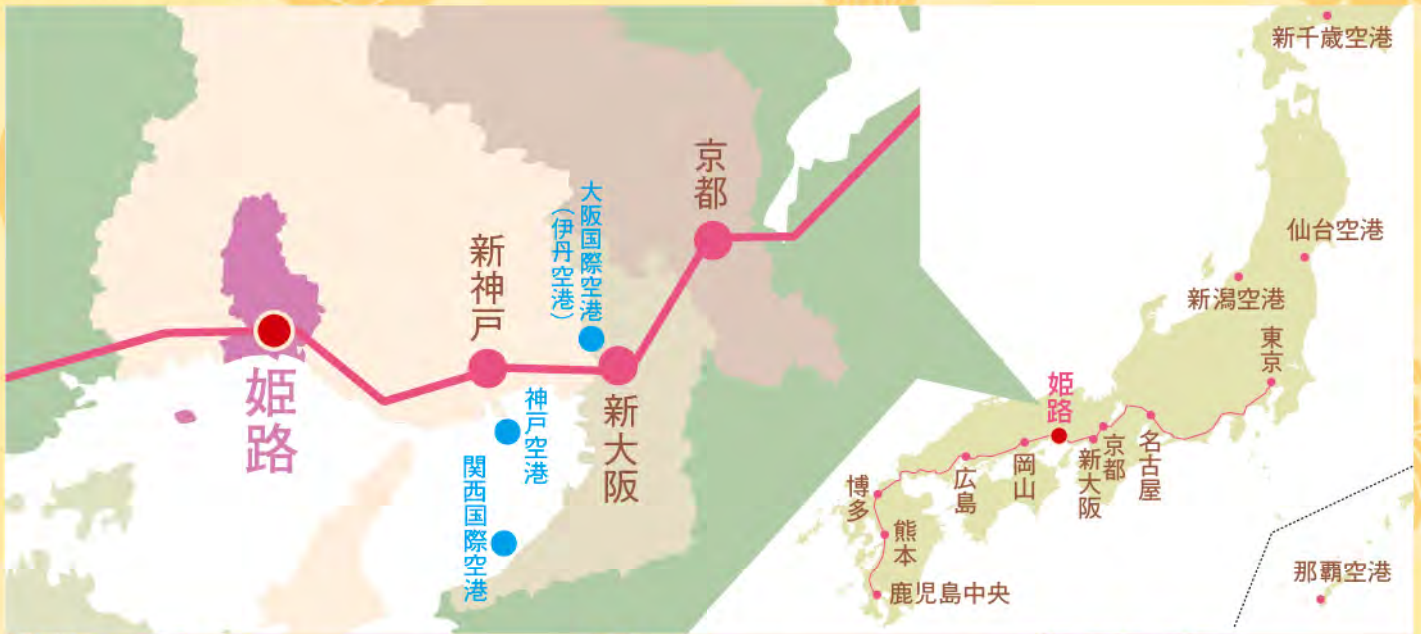 京都
大阪国際空港
(伊丹空港)
新神戸
姫路
新大阪
神戸空港
関西国際空港
新千歳空港
仙台空港
新潟空港
東京
姫路
名古屋
京都
新大阪
岡山
広島
博多
熊本
鹿児島中央
那覇空港